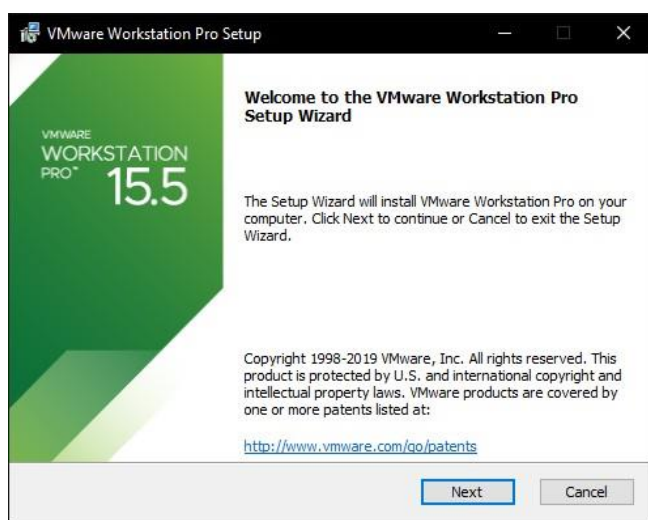 VMware Workstation Pro Setup
VMWARE
WORKSTATION
PRO™ 15.5
Welcome to the VMware Workstation Pro
Setup Wizard
The Setup Wizard will install VMware Workstation Pro on your
computer. Click Next to continue or Cancel to exit the Setup
Wizard.
Copyright 1998-2019 VMware, Inc. All rights reserved. This
product is protected by U.S. and international copyright and
intellectual property laws. VMware products are covered by
one or more patents listed at:
http://www.vmware.com/go/patents
Next Cancel